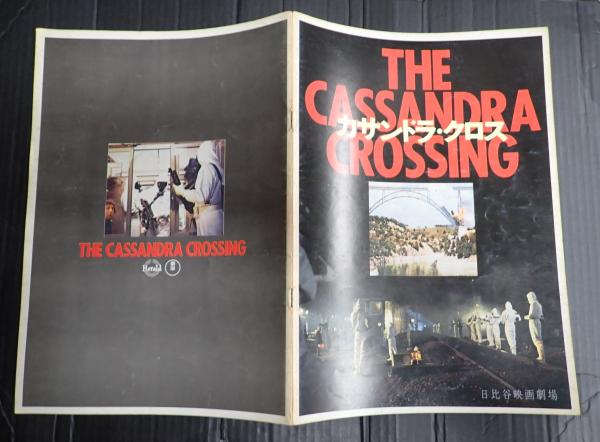 THE CASSANDRA CROSSING
Herald
THE
CASSANDRA
カサンドラ・クロス
CROSSING
日比谷映画劇場